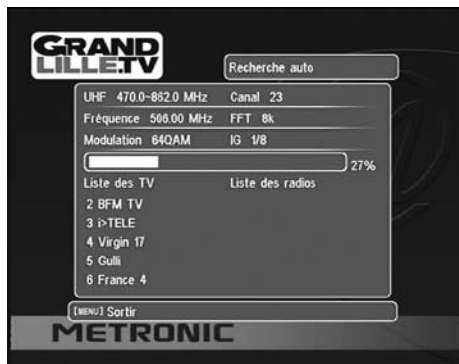 GRAND
LILLE.TV
Recherche auto
UHF 470.0~862.0 MHz Canal 23
Fréquence 506.00 MHz FFT 8k
Modulation 64QAM IG 1/8
27%
Liste des TV Liste des radios
2 BFM TV
3 i>TELE
4 Virgin 17
5 Gulli
6 France 4
[MENU] Sortir
METRONIC